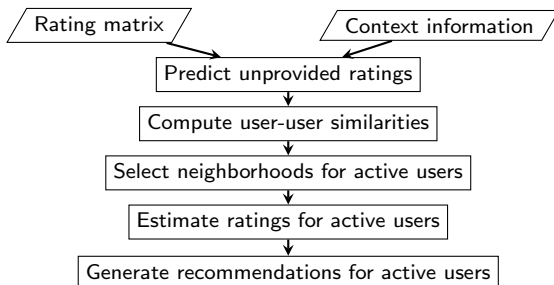 Rating matrix
Context information
Predict unprovided ratings
Compute user-user similarities
Select neighborhoods for active users
Estimate ratings for active users
Generate recommendations for active users